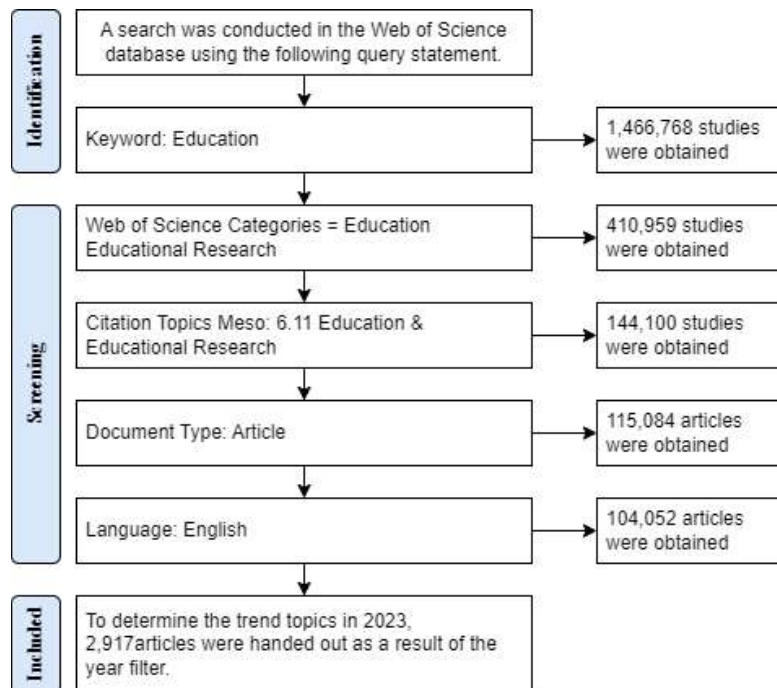 A search was conducted in the Web of Science
database using the following query statement.
Identification
Keyword: Education
1,466,768 studies
were obtained
Web of Science Categories = Education
Educational Research
410,959 studies
were obtained
Citation Topics Meso: 6.11 Education &
Educational Research
144,100 studies
were obtained
Screening
Document Type: Article
115,084 articles
were obtained
Language: English
104,052 articles
were obtained
Included
To determine the trend topics in 2023,
2,917articles were handed out as a result of the
year filter.